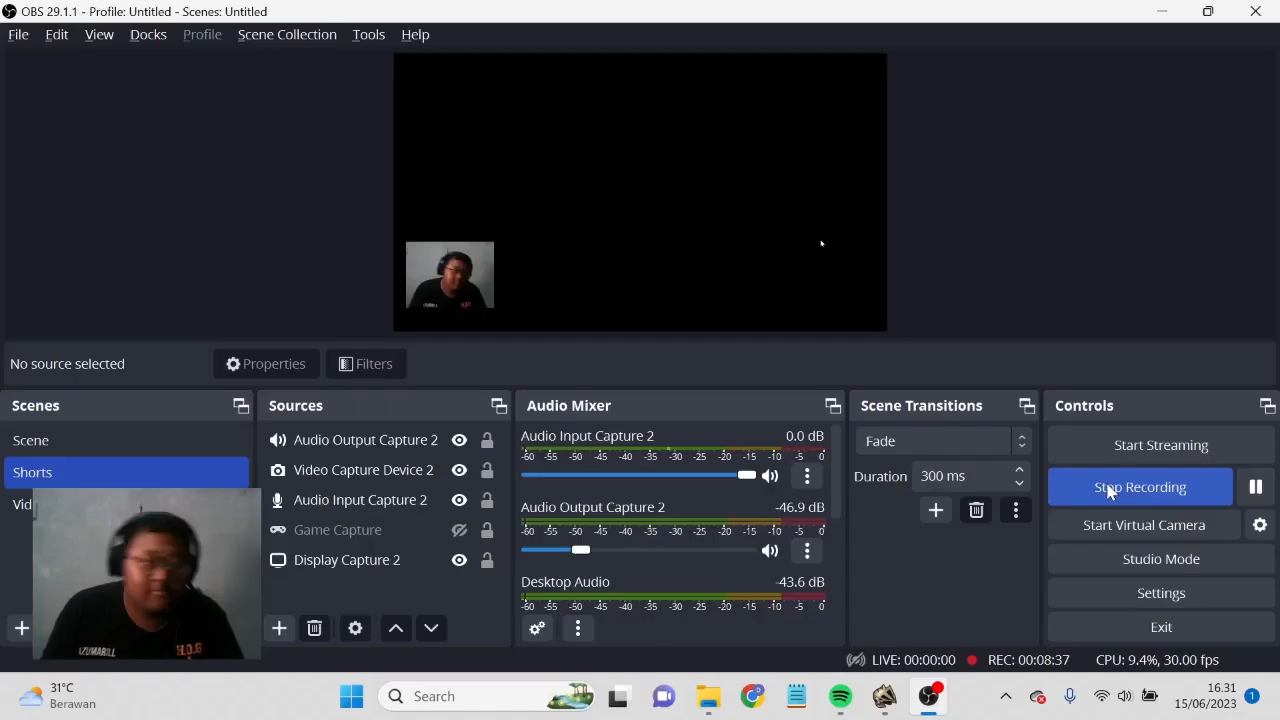 OBS 29.1.1 - Profile: Untitled - Scenes: Untitled
File Edit View Docks Profile Scene Collection Tools Help
No source selected Properties Filters
Scenes
Scene
Shorts
Vid
Sources
Audio Output Capture 2
Video Capture Device 2
Audio Input Capture 2
Game Capture
Display Capture 2
Audio Mixer
Audio Input Capture 2 0.0 dB
-60 -55 -50 -45 -40 -35 -30 -25 -20 -15 -10 -5 0
Audio Output Capture 2 -46.9 dB
-60 -55 -50 -45 -40 -35 -30 -25 -20 -15 -10 -5 0
Desktop Audio -43.6 dB
-60 -55 -50 -45 -40 -35 -30 -25 -20 -15 -10 -5 0
Scene Transitions
Fade
Duration 300 ms
Controls
Start Streaming
Stop Recording
Start Virtual Camera
Studio Mode
Settings
Exit
H.O.G
LIVE: 00:00:00 REC: 00:08:37 CPU: 9.4%, 30.00 fps
31°C
Berawan
Search
16.31
15/06/2023
1